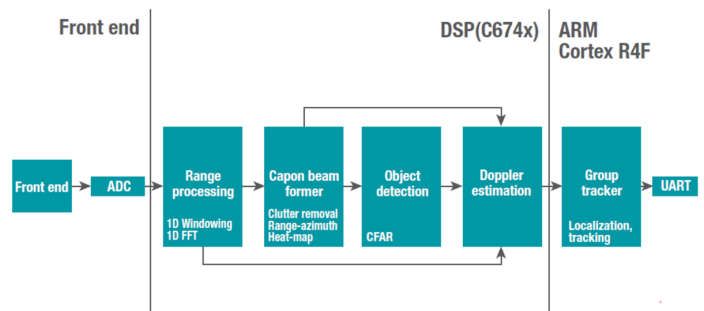 Front end
DSP(C674x)
ARM
Cortex R4F
Front end
ADC
Range
processing
1D Windowing
1D FFT
Capon beam
former
Clutter removal
Range-azimuth
Heat-map
Object
detection
CFAR
Doppler
estimation
Group
tracker
Localization,
tracking
UART